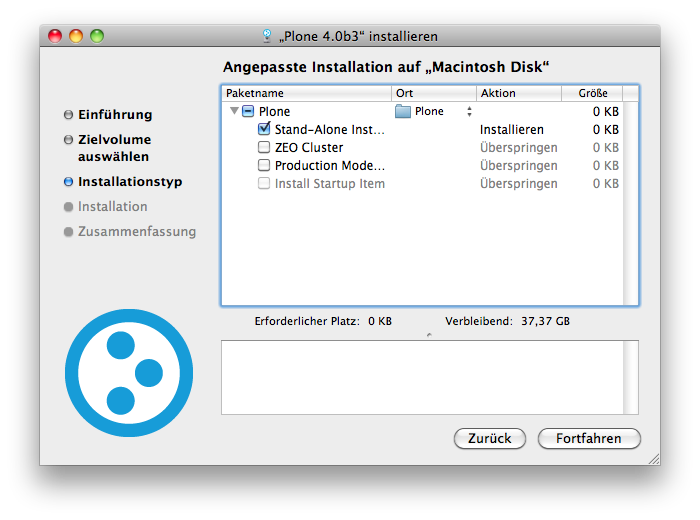 „Plone 4.0b3“ installieren
Angepasste Installation auf „Macintosh Disk“
Einführung
Zielvolume
auswählen
Installationstyp
Installation
Zusammenfassung
Paketname Ort Aktion Größe
Plone Plone 0 KB
Stand-Alone Inst... Installieren 0 KB
ZEO Cluster Überspringen 0 KB
Production Mode... Überspringen 0 KB
Install Startup Item Überspringen 0 KB
Erforderlicher Platz: 0 KB Verbleibend: 37,37 GB
Zurück Fortfahren